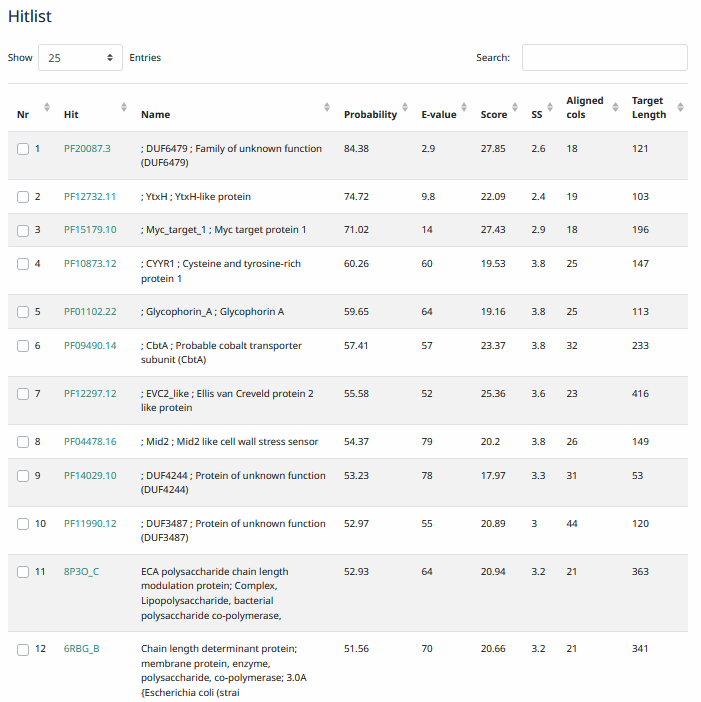 Hitlist
Show 25 Entries Search:
Nr Hit Name Probability E-value Score SS Aligned cols Target Length
1 PF20087.3 ; DUF6479 ; Family of unknown function 84.38 2.9 27.85 2.6 18 121
(DUF6479)
2 PF12732.11 ; YtxH ; YtxH-like protein 74.72 9.8 22.09 2.4 19 103
3 PF15179.10 ; Myc_target_1 ; Myc target protein 1 71.02 14 27.43 2.9 18 196
4 PF10873.12 ; CYYR1 ; Cysteine and tyrosine-rich 60.26 60 19.53 3.8 25 147
protein 1
5 PF01102.22 ; Glycophorin_A ; Glycophorin A 59.65 64 19.16 3.8 25 113
6 PF09490.14 ; CbtA ; Probable cobalt transporter 57.41 57 23.37 3.8 32 233
subunit (CbtA)
7 PF12297.12 ; EVC2_like ; Ellis van Creveld protein 2 55.58 52 25.36 3.6 23 416
like protein
8 PF04478.16 ; Mid2 ; Mid2 like cell wall stress sensor 54.37 79 20.2 3.8 26 149
9 PF14029.10 ; DUF4244 ; Protein of unknown function 53.23 78 17.97 3.3 31 53
(DUF4244)
10 PF11990.12 ; DUF3487 ; Protein of unknown function 52.97 55 20.89 3 44 120
(DUF3487)
11 8P3O_C ECA polysaccharide chain length 52.93 64 20.94 3.2 21 363
modulation protein; Complex,
Lipopolysaccharide, bacterial
polysaccharide co-polymerase,
12 6RBG_B Chain length determinant protein; 51.56 70 20.66 3.2 21 341
membrane protein, enzyme,
polysaccharide, co-polymerase; 3.0A
{Escherichia coli (strai